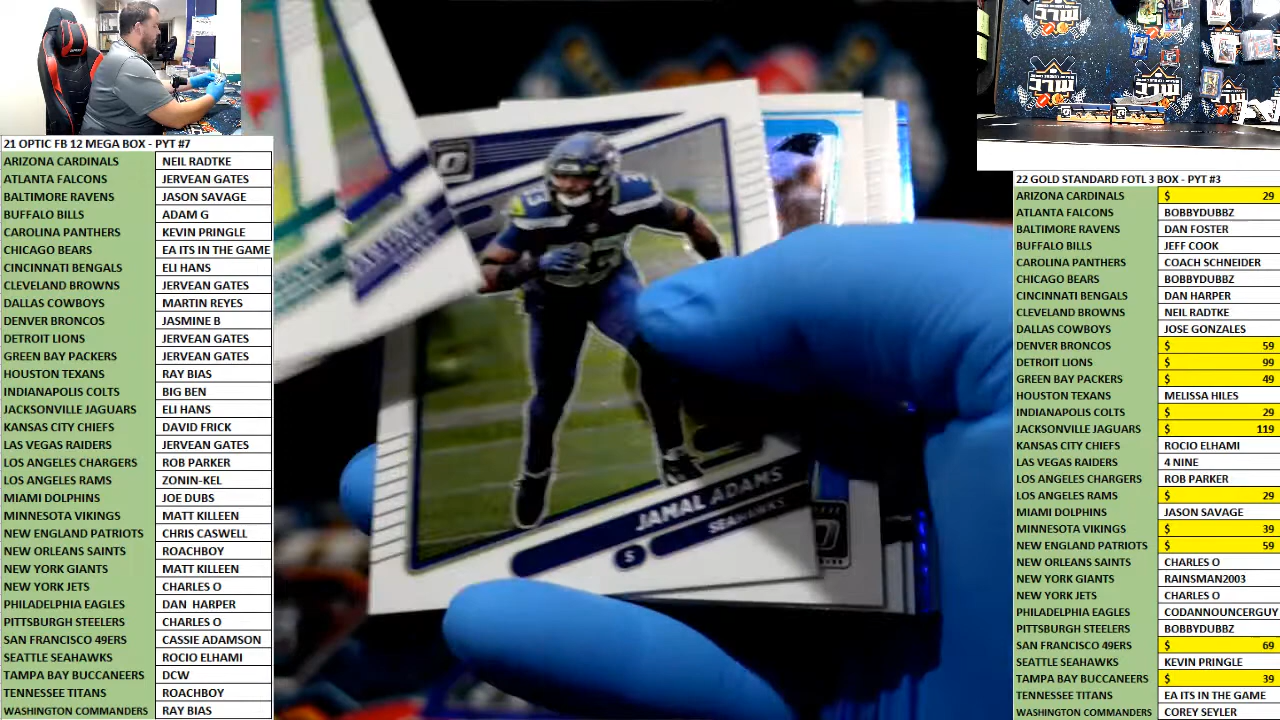 21 OPTIC FB 12 MEGA BOX - PYT #7
ARIZONA CARDINALS NEIL RADTKE
ATLANTA FALCONS JERVEAN GATES
BALTIMORE RAVENS JASON SAVAGE
BUFFALO BILLS ADAM G
CAROLINA PANTHERS KEVIN PRINGLE
CHICAGO BEARS EA ITS IN THE GAME
CINCINNATI BENGALS ELI HANS
CLEVELAND BROWNS JERVEAN GATES
DALLAS COWBOYS MARTIN REYES
DENVER BRONCOS JASMINE B
DETROIT LIONS JERVEAN GATES
GREEN BAY PACKERS JERVEAN GATES
HOUSTON TEXANS RAY BIAS
INDIANAPOLIS COLTS BIG BEN
JACKSONVILLE JAGUARS ELI HANS
KANSAS CITY CHIEFS DAVID FRICK
LAS VEGAS RAIDERS JERVEAN GATES
LOS ANGELES CHARGERS ROB PARKER
LOS ANGELES RAMS ZONIN-KEL
MIAMI DOLPHINS JOE DUBS
MINNESOTA VIKINGS MATT KILLEEN
NEW ENGLAND PATRIOTS CHRIS CASWELL
NEW ORLEANS SAINTS ROACHBOY
NEW YORK GIANTS MATT KILLEEN
NEW YORK JETS CHARLES O
PHILADELPHIA EAGLES DAN HARPER
PITTSBURGH STEELERS CHARLES O
SAN FRANCISCO 49ERS CASSIE ADAMSON
SEATTLE SEAHAWKS ROCIO ELHAMI
TAMPA BAY BUCCANEERS DCW
TENNESSEE TITANS ROACHBOY
WASHINGTON COMMANDERS RAY BIAS
JAMAL ADAMS
SEAHAWKS
S
22 GOLD STANDARD FOTL 3 BOX - PYT #3
ARIZONA CARDINALS $ 29
ATLANTA FALCONS BOBBYDUBBZ
BALTIMORE RAVENS DAN FOSTER
BUFFALO BILLS JEFF COOK
CAROLINA PANTHERS COACH SCHNEIDER
CHICAGO BEARS BOBBYDUBBZ
CINCINNATI BENGALS DAN HARPER
CLEVELAND BROWNS NEIL RADTKE
DALLAS COWBOYS JOSE GONZALES
DENVER BRONCOS $ 59
DETROIT LIONS $ 99
GREEN BAY PACKERS $ 49
HOUSTON TEXANS MELISSA HILES
INDIANAPOLIS COLTS $ 29
JACKSONVILLE JAGUARS $ 119
KANSAS CITY CHIEFS ROCIO ELHAMI
LAS VEGAS RAIDERS 4 NINE
LOS ANGELES CHARGERS ROB PARKER
LOS ANGELES RAMS $ 29
MIAMI DOLPHINS JASON SAVAGE
MINNESOTA VIKINGS $ 39
NEW ENGLAND PATRIOTS $ 59
NEW ORLEANS SAINTS CHARLES O
NEW YORK GIANTS RAINSMAN2003
NEW YORK JETS CHARLES O
PHILADELPHIA EAGLES CODANNOUNCERGUY
PITTSBURGH STEELERS BOBBYDUBBZ
SAN FRANCISCO 49ERS $ 69
SEATTLE SEAHAWKS KEVIN PRINGLE
TAMPA BAY BUCCANEERS $ 39
TENNESSEE TITANS EA ITS IN THE GAME
WASHINGTON COMMANDERS COREY SEYLER